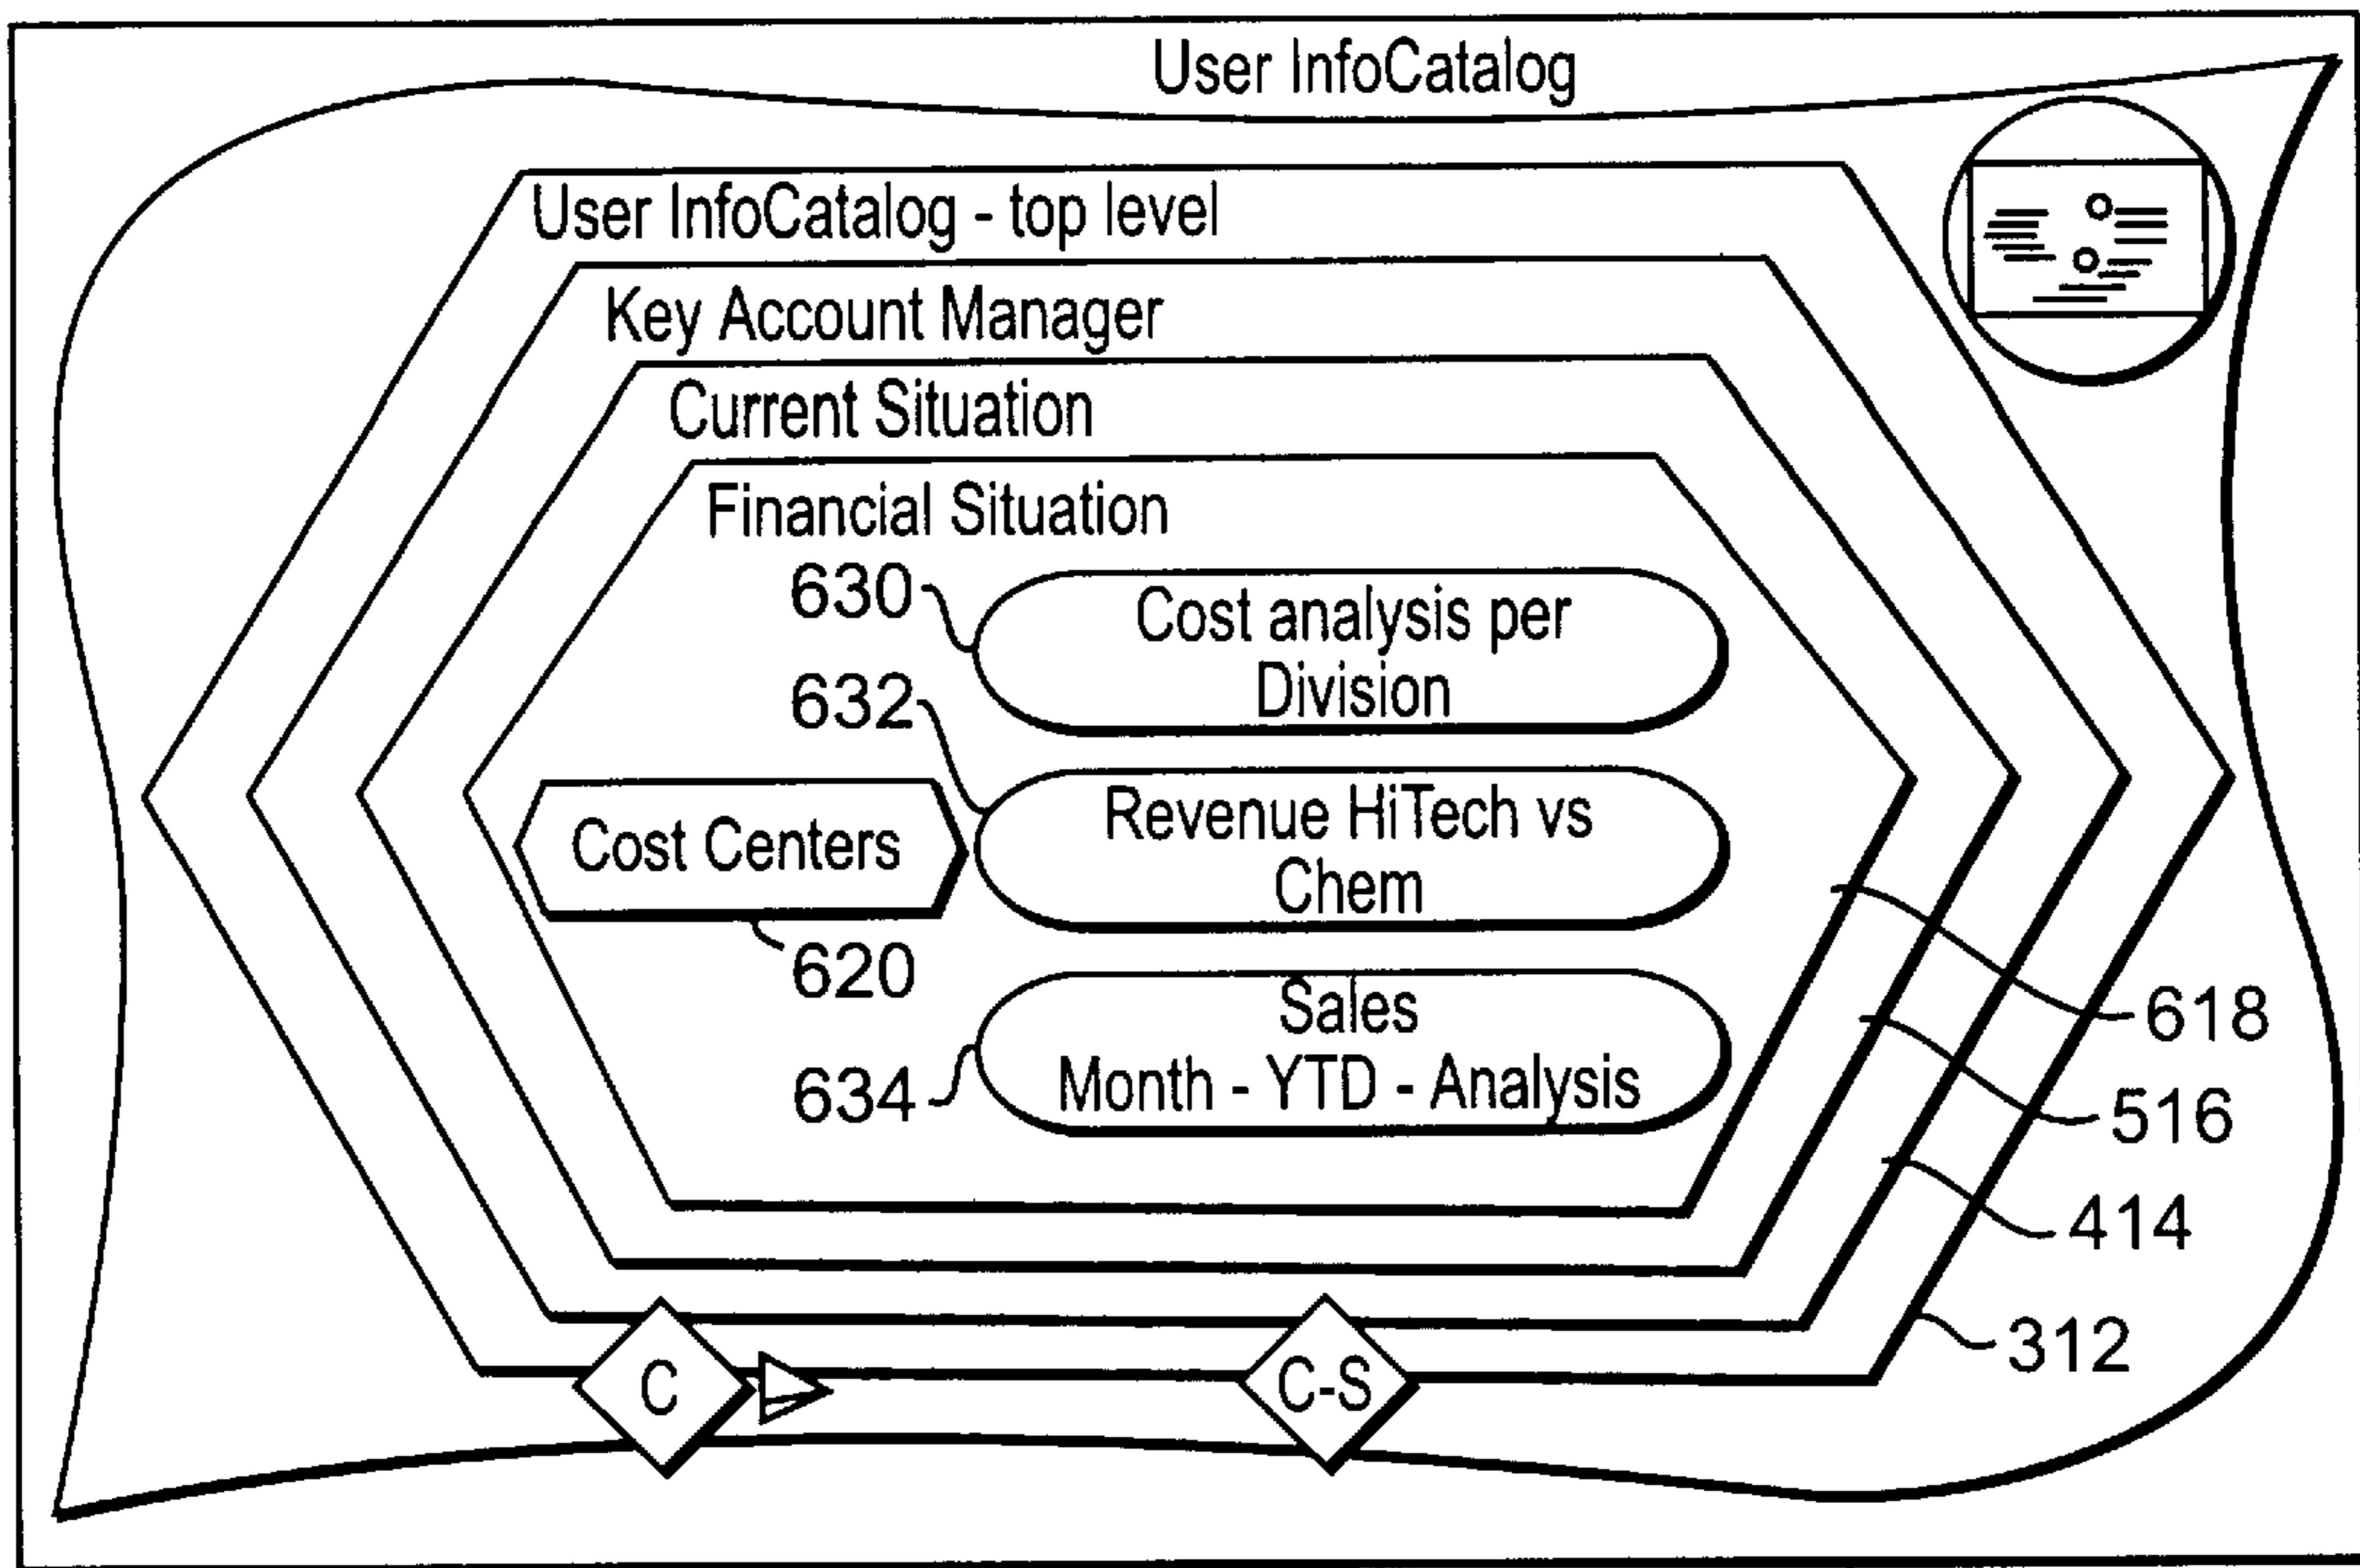 User InfoCatalog
User InfoCatalog - top level
Key Account Manager
Current Situation
Financial Situation
630
Cost analysis per
Division
632
Revenue HiTech vs
Chem
Cost Centers
620
Sales
Month - YTD - Analysis
634
618
516
414
312
C
C-S